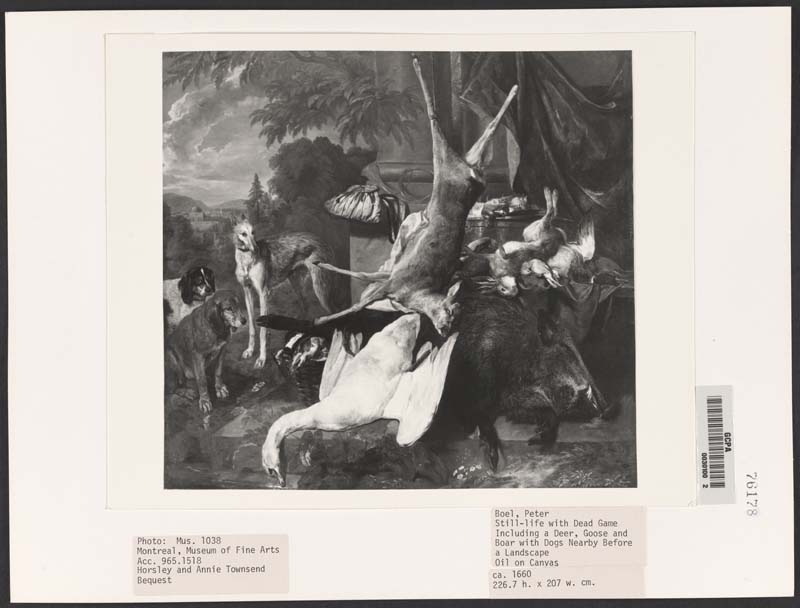 GCPA
0030100 2
76178
Boel, Peter
Still-life with Dead Game
Including a Deer, Goose and
Boar with Dogs Nearby Before
a Landscape
Oil on Canvas
ca. 1660
226.7 h. x 207 w. cm.
Photo: Mus. 1038
Montreal, Museum of Fine Arts
Acc. 965.1518
Horsley and Annie Townsend
Bequest